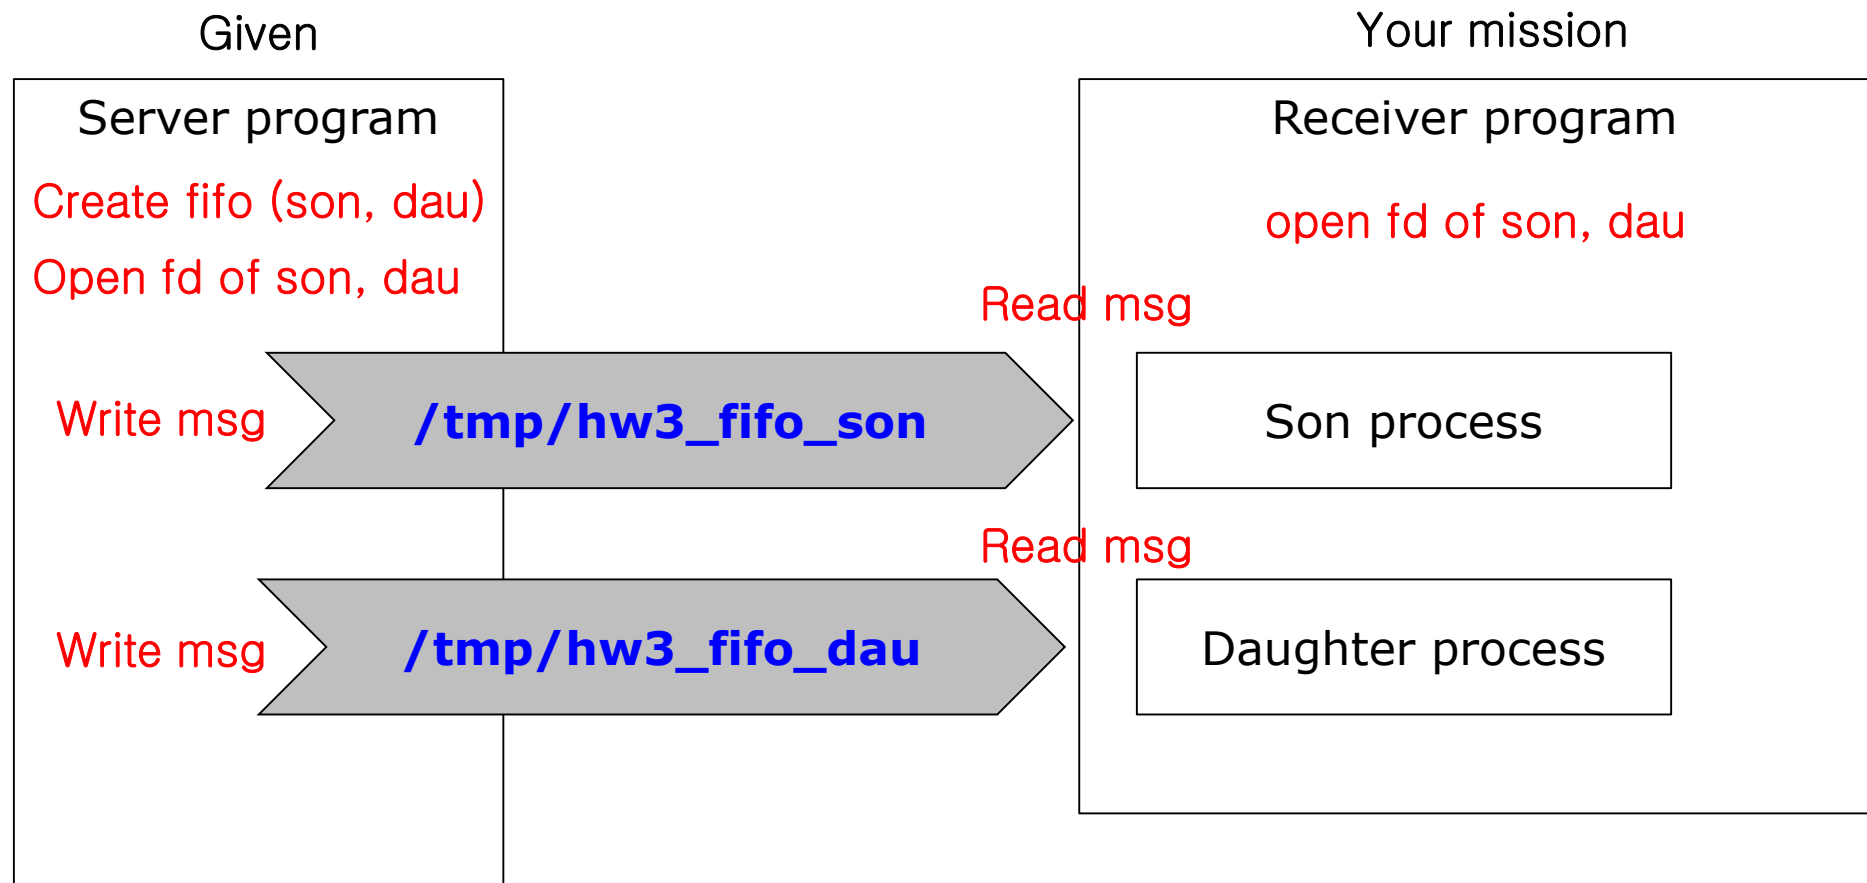 Given
Your mission
Server program
Receiver program
Create fifo (son, dau)
open fd of son, dau
Open fd of son, dau
Read msg
Write msg
/tmp/hw3_fifo_son
Son process
Read msg
Write msg
/tmp/hw3_fifo_dau
Daughter process